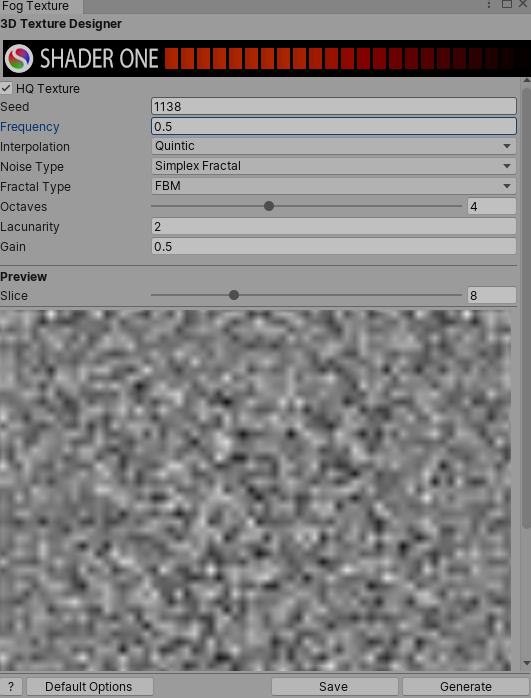 Fog Texture
3D Texture Designer
SHADER ONE
HQ Texture
Seed 1138
Frequency 0.5
Interpolation Quintic
Noise Type Simplex Fractal
Fractal Type FBM
Octaves 4
Lacunarity 2
Gain 0.5
Preview
Slice 8
? Default Options Save Generate